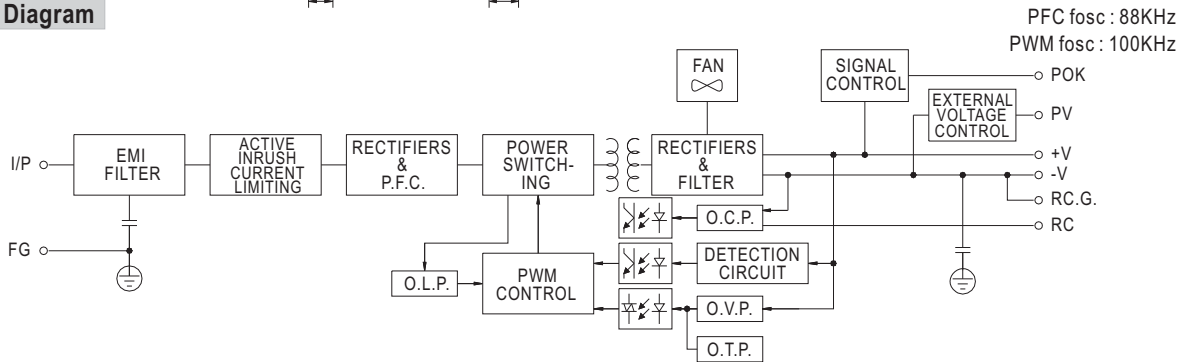 Diagram
PFC fosc : 88KHz
PWM fosc : 100KHz
FAN
SIGNAL
CONTROL
POK
EXTERNAL
VOLTAGE
CONTROL
PV
I/P
EMI
FILTER
ACTIVE
INRUSH
CURRENT
LIMITING
RECTIFIERS
&
P.F.C.
POWER
SWITCH-
ING
RECTIFIERS
&
FILTER
+V
-V
RC.G.
RC
O.C.P.
FG
O.L.P.
PWM
CONTROL
DETECTION
CIRCUIT
O.V.P.
O.T.P.